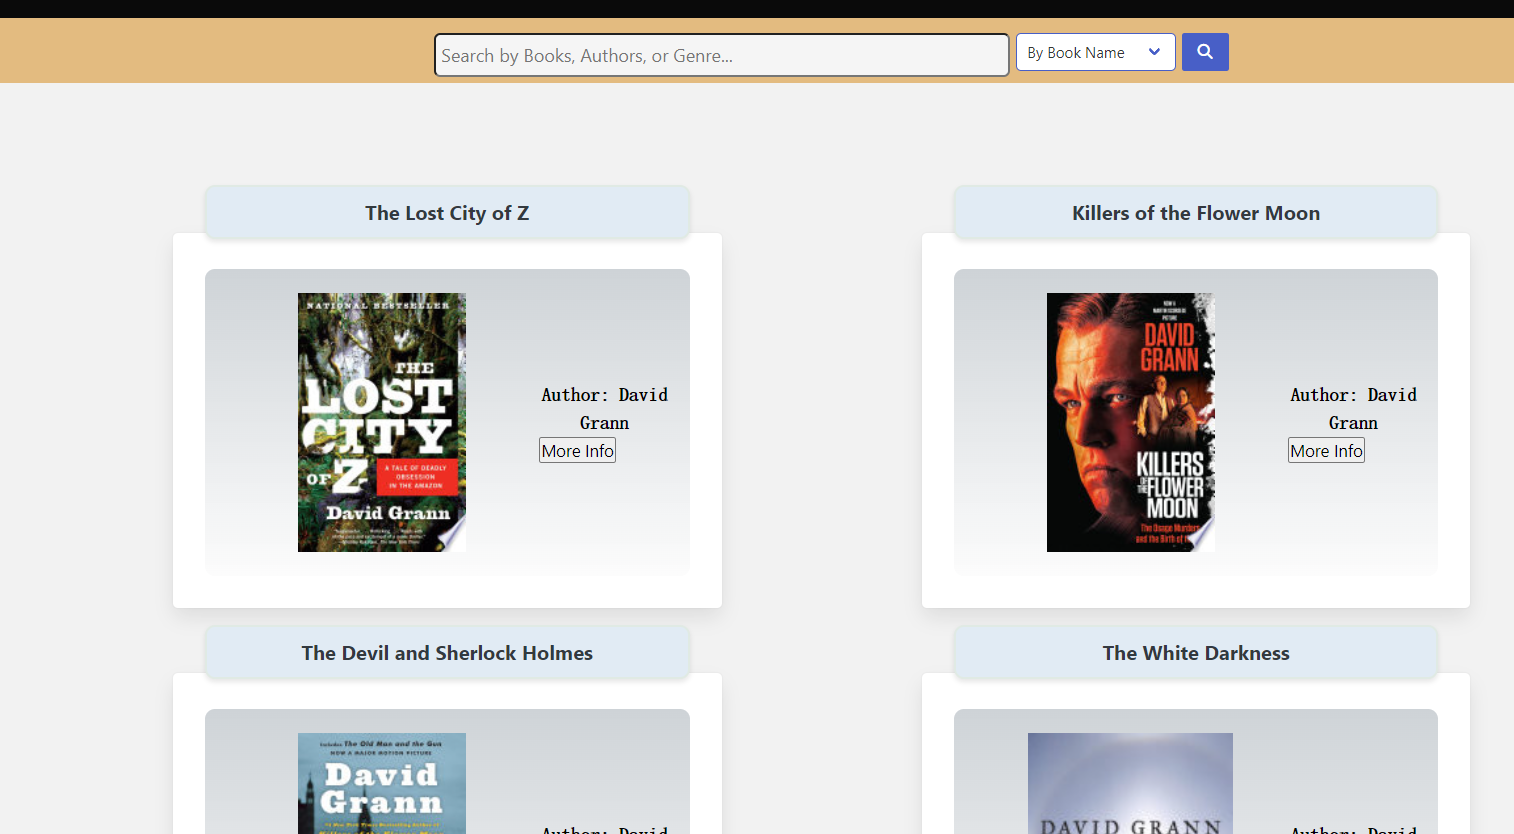 Search by Books, Authors, or Genre...
By Book Name
The Lost City of Z
Killers of the Flower Moon
NATIONAL BESTSELLER
THE
LOST
CITY
OF Z
A TALE OF DEADLY
OBSESSION
IN THE AMAZON
David Grann
Author: David
Grann
More Info
NOW A
MARTIN SCORSESE
PICTURE
DAVID
GRANN
KILLERS
OF THE FLOWER
MOON
The Osage Murders
and the Birth of
Author: David
Grann
More Info
The Devil and Sherlock Holmes
The White Darkness
Includes The Old Man and the Gun
NOW A MAJOR MOTION PICTURE
David
Grann
Author: David
DAVID GRANN
Author: David